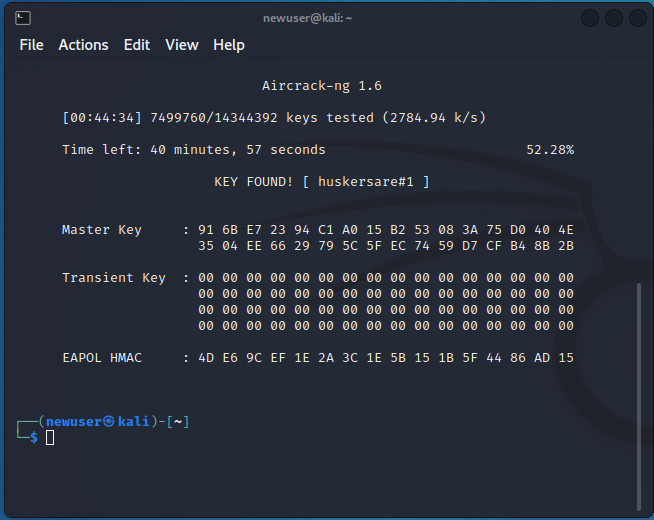 newuser@kali: ~
File Actions Edit View Help
Aircrack-ng 1.6
[00:44:34] 7499760/14344392 keys tested (2784.94 k/s)
Time left: 40 minutes, 57 seconds 52.28%
KEY FOUND! [ huskersare#1 ]
Master Key : 91 6B E7 23 94 C1 A0 15 B2 53 08 3A 75 D0 40 4E
35 04 EE 66 29 79 5C 5F EC 74 59 D7 CF B4 8B 2B
Transient Key : 00 00 00 00 00 00 00 00 00 00 00 00 00 00 00 00
00 00 00 00 00 00 00 00 00 00 00 00 00 00 00 00
00 00 00 00 00 00 00 00 00 00 00 00 00 00 00 00
00 00 00 00 00 00 00 00 00 00 00 00 00 00 00 00
EAPOL HMAC : 4D E6 9C EF 1E 2A 3C 1E 5B 15 1B 5F 44 86 AD 15
┌──(newuser㉿kali)-[~]
└─$